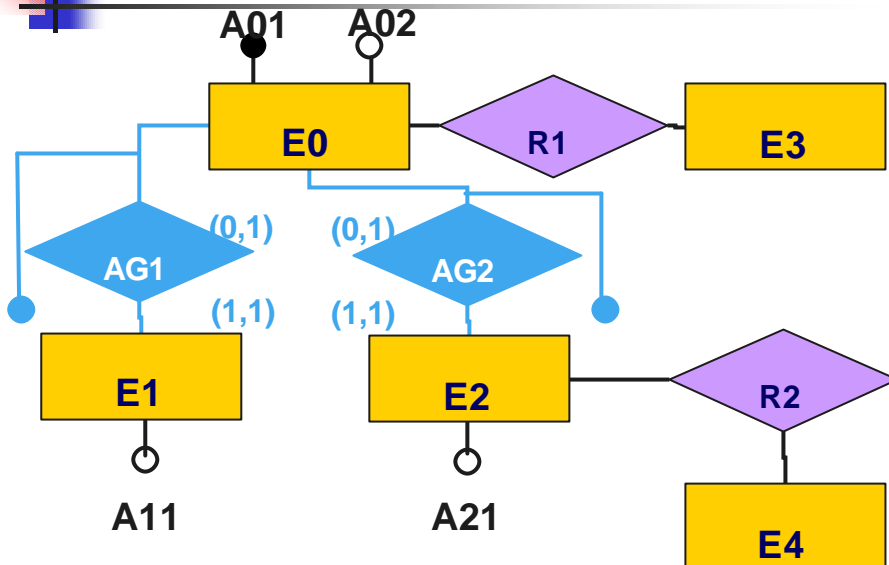 A01 A02
E0 R1 E3
(0,1) (0,1)
AG1 AG2
(1,1) (1,1)
E1 E2 R2
A11 A21
E4